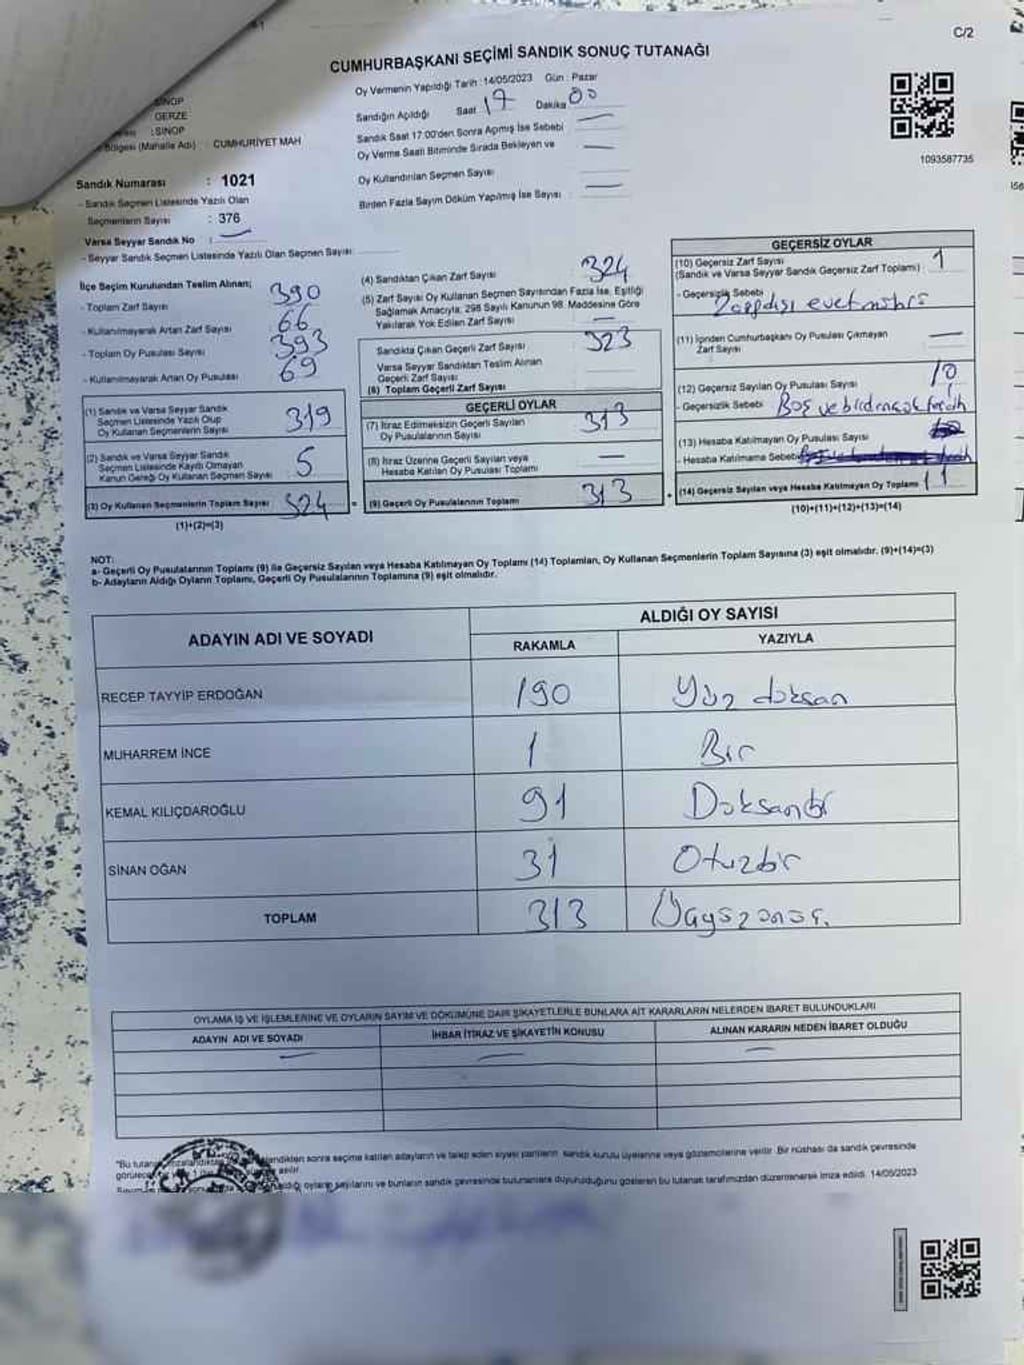 C/2
CUMHURBAŞKANI SEÇİMİ SANDIK SONUÇ TUTANAĞI
SİNOP
GERZE
: SİNOP
Bölgesi (Mahalle Adı) : CUMHURİYET MAH
Sandık Numarası : 1021
- Sandık Seçmen Listesinde Yazılı Olan
Seçmenlerin Sayısı : 376
Varsa Seyyar Sandık No :
- Seyyar Sandık Seçmen Listesinde Yazılı Olan Seçmen Sayısı:
Oy Vermenin Yapıldığı Tarih : 14/05/2023 Gün : Pazar
Sandığın Açıldığı Saat 17 Dakika 00
Sandık Saat 17:00'den Sonra Açmış İse Sebebi
Oy Verme Saati Bitiminde Sırada Bekleyen ve
Oy Kullandırılan Seçmen Sayısı
Birden Fazla Sayım Döküm Yapılmış İse Sayısı :
1093587735
İlçe Seçim Kurulundan Teslim Alınan;
- Toplam Zarf Sayısı : 390
- Kullanılmayarak Artan Zarf Sayısı : 66
- Toplam Oy Pusulası Sayısı : 393
- Kullanılmayarak Artan Oy Pusulası : 69
(1) Sandık ve Varsa Seyyar Sandık
Seçmen Listesinde Yazılı Olup
Oy Kullanan Seçmenlerin Sayısı : 319
(2) Sandık ve Varsa Seyyar Sandık
Seçmen Listesinde Kayıtlı Olmayan
Kanun Gereği Oy Kullanan Seçmen Sayısı : 5
(3) Oy Kullanan Seçmenlerin Toplam Sayısı : 324
(1)+(2)=(3)
(4) Sandıktan Çıkan Zarf Sayısı : 324
(5) Zarf Sayısı Oy Kullanan Seçmen Sayısından Fazla İse, Eşitliği
Sağlamak Amacıyla, 298 Sayılı Kanunun 98. Maddesine Göre
Yakılarak Yok Edilen Zarf Sayısı :
Sandıkta Çıkan Geçerli Zarf Sayısı : 323
Varsa Seyyar Sandıktan Teslim Alınan
Geçerli Zarf Sayısı
(6) Toplam Geçerli Zarf Sayısı
GEÇERLİ OYLAR
(7) İtiraz Edilmeksizin Geçerli Sayılan
Oy Pusulalarının Sayısı : 313
(8) İtiraz Üzerine Geçerli Sayılan veya
Hesaba Katılan Oy Pusulası Toplamı :
= (9) Geçerli Oy Pusulalarının Toplamı : 313
GEÇERSİZ OYLAR
(10) Geçersiz Zarf Sayısı
(Sandık ve Varsa Seyyar Sandık Geçersiz Zarf Toplamı) : 1
- Geçersizlik Sebebi
(11) İçinden Cumhurbaşkanı Oy Pusulası Çıkmayan
Zarf Sayısı
(12) Geçersiz Sayılan Oy Pusulası Sayısı : 10
- Geçersizlik Sebebi : Boş ve birden çok tercih
(13) Hesaba Katılmayan Oy Pusulası Sayısı
- Hesaba Katılmama Sebebi
+ (14) Geçersiz Sayılan veya Hesaba Katılmayan Oy Toplamı : 11
(10)+(11)+(12)+(13)=(14)
NOT:
a- Geçerli Oy Pusulalarının Toplamı (9) ile Geçersiz Sayılan veya Hesaba Katılmayan Oy Toplamı (14) Toplamları, Oy Kullanan Seçmenlerin Toplam Sayısına (3) eşit olmalıdır. (9)+(14)=(3)
b- Adayların Aldığı Oyların Toplamı, Geçerli Oy Pusulalarının Toplamına (9) eşit olmalıdır.
ADAYIN ADI VE SOYADI
ALDIĞI OY SAYISI
RAKAMLA YAZIYLA
RECEP TAYYİP ERDOĞAN 190 Yüz doksan
MUHARREM İNCE 1 Bir
KEMAL KILIÇDAROĞLU 91 Doksanbir
SİNAN OĞAN 31 Otuzbir
TOPLAM 313 Üçyüzonüç.
OYLAMA İŞ VE İŞLEMLERİNE VE OYLARIN SAYIM VE DÖKÜMÜNE DAİR ŞİKAYETLERLE BUNLARA AİT KARARLARIN NELERDEN İBARET BULUNDUKLARI
ADAYIN ADI VE SOYADI İHBAR İTİRAZ VE ŞİKAYETİN KONUSU ALINAN KARARIN NEDEN İBARET OLDUĞU
sonra seçime katılan adayların ve talep eden siyasi partilerin, sandık kurulu üyelerine veya gözlemcilerine verilir. Bir nüshası da sandık çevresinde
asılır.
oyların sayılarını ve bunların sandık çevresinde bulunanlara duyurulduğunu gösteren bu tutanak tarafımızdan düzenlenerek imza edildi. 14/05/2023